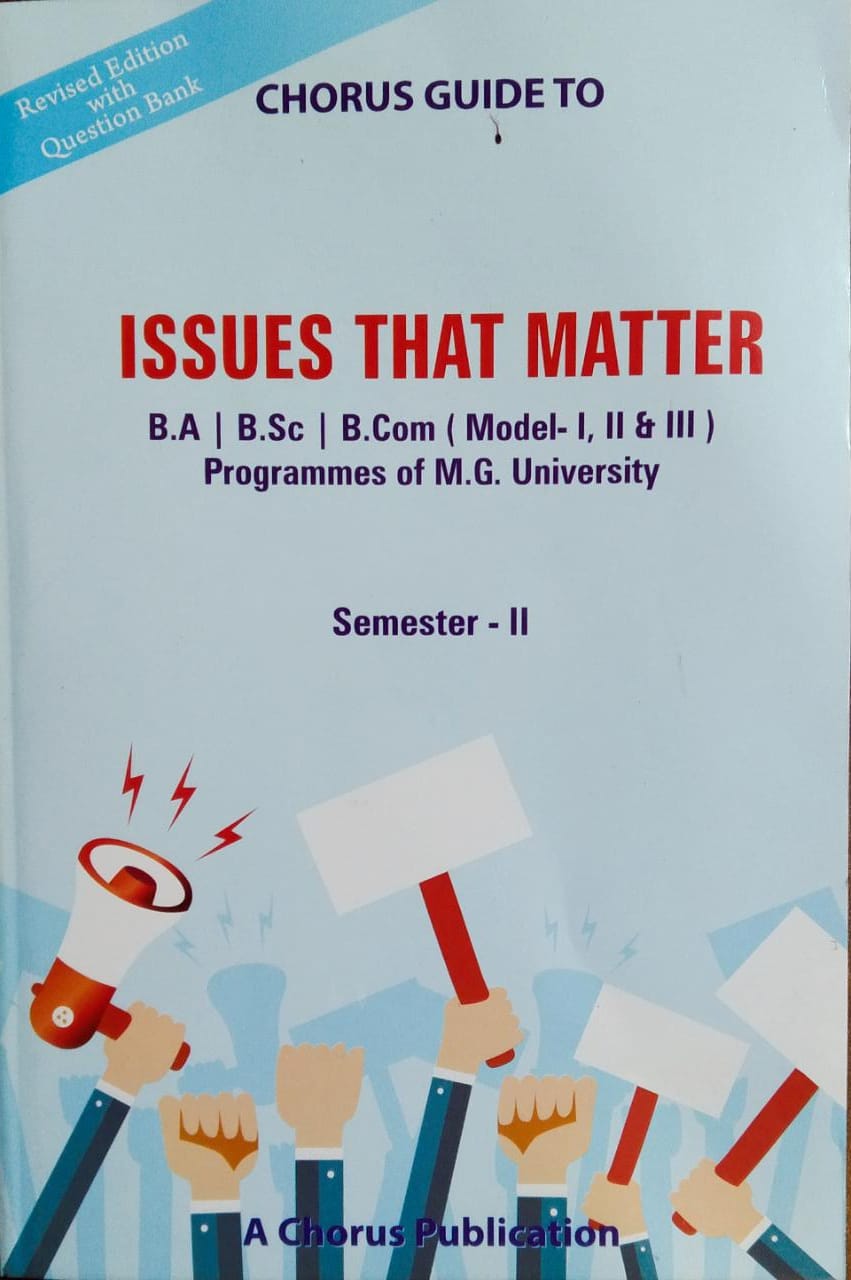 Revised Edition
with
Question Bank
CHORUS GUIDE TO
ISSUES THAT MATTER
B.A | B.Sc | B.Com ( Model- I, II & III )
Programmes of M.G. University
Semester - II
A Chorus Publication